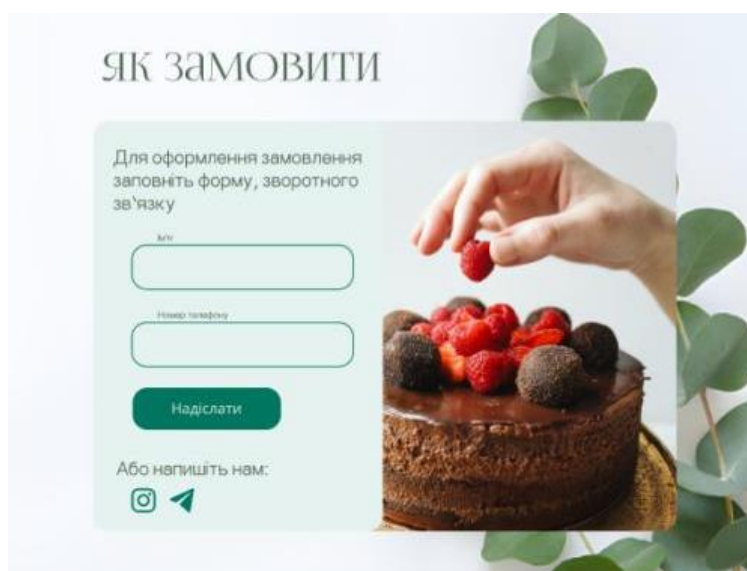 ЯК ЗАМОВИТИ
Для оформлення замовлення
заповніть форму, зворотного
зв'язку
Ім'я
Номер телефону
Надіслати
Або напишіть нам: